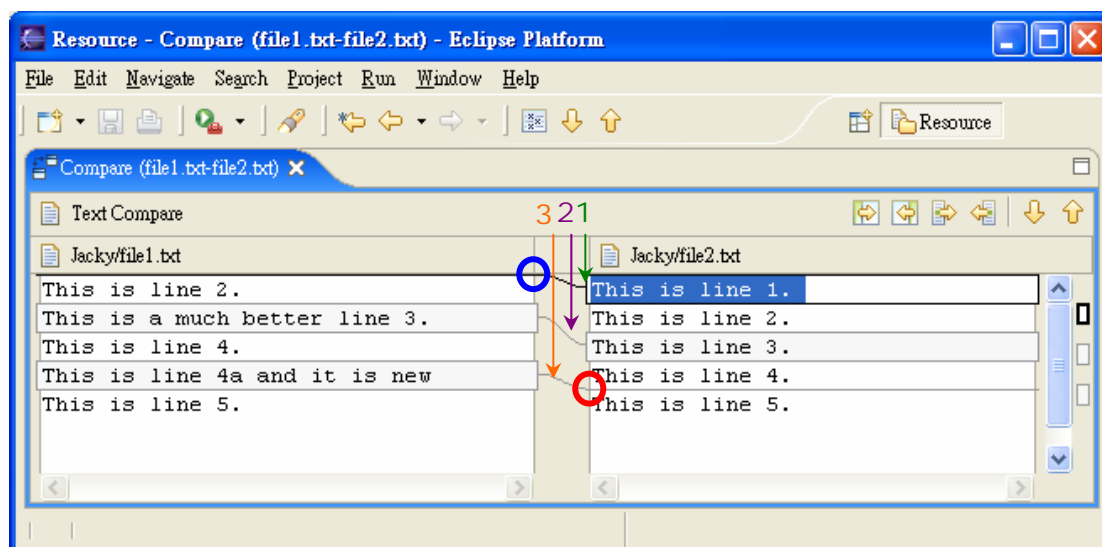 Resource - Compare (file1.txt-file2.txt) - Eclipse Platform
File Edit Navigate Search Project Run Window Help
Resource
Compare (file1.txt-file2.txt)
Text Compare
3 2 1
Jacky/file1.txt
Jacky/file2.txt
This is line 2.
This is a much better line 3.
This is line 4.
This is line 4a and it is new
This is line 5.
This is line 1.
This is line 2.
This is line 3.
This is line 4.
This is line 5.